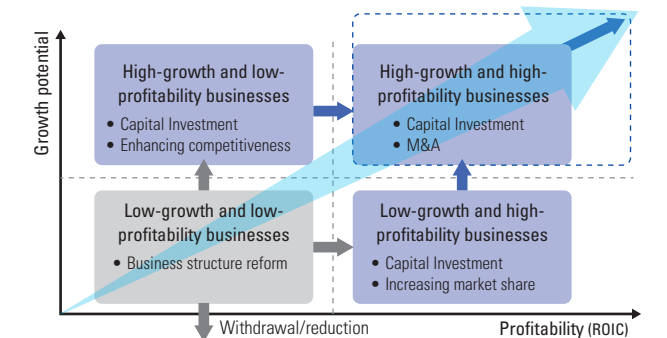 Growth potential
High-growth and low-
profitability businesses
• Capital Investment
• Enhancing competitiveness
High-growth and high-
profitability businesses
• Capital Investment
• M&A
Low-growth and low-
profitability businesses
• Business structure reform
Low-growth and high-
profitability businesses
• Capital Investment
• Increasing market share
Withdrawal/reduction
Profitability (ROIC)